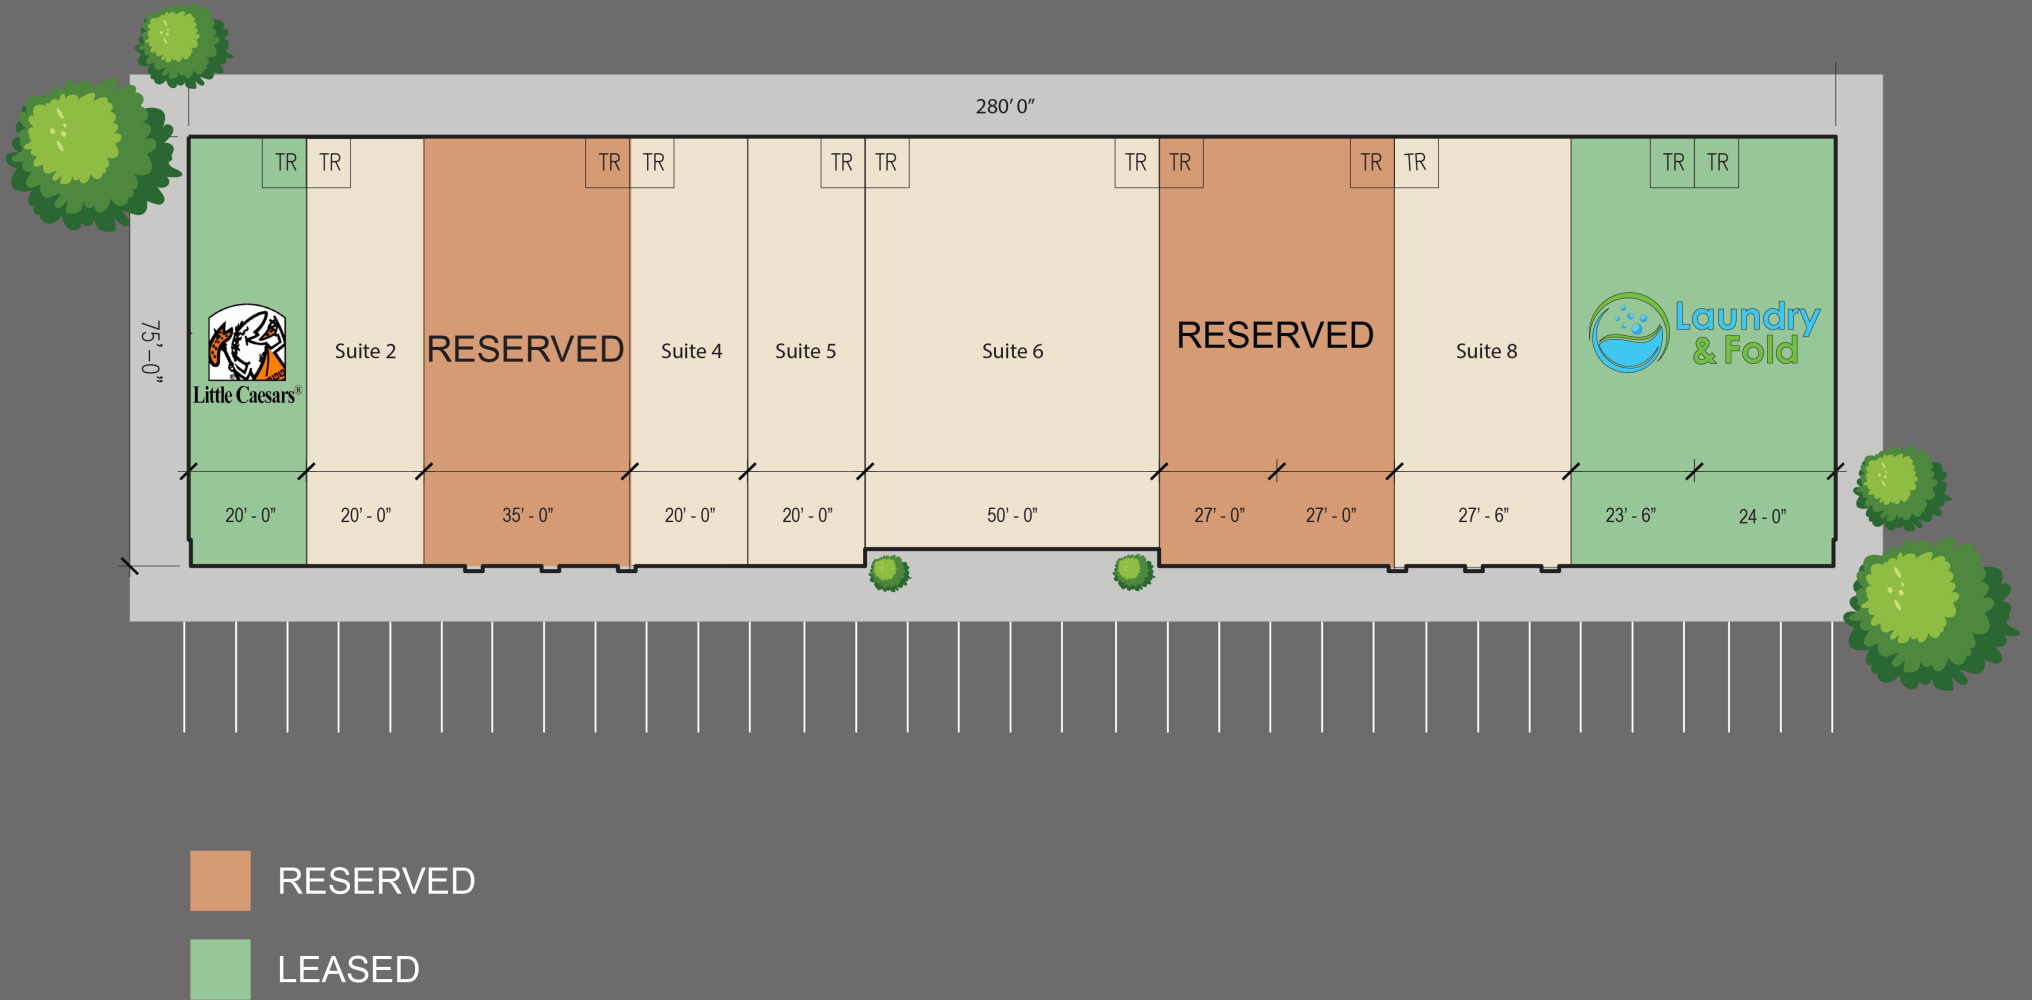 280' 0"
TR TR TR TR TR TR TR TR TR TR TR TR
75' - 0"
Little Caesars®
Suite 2
RESERVED
Suite 4
Suite 5
Suite 6
RESERVED
Suite 8
Laundry
& Fold
20' - 0" 20' - 0" 35' - 0" 20' - 0" 20' - 0" 50' - 0" 27' - 0" 27' - 0" 27' - 6" 23' - 6" 24 - 0"
RESERVED
LEASED